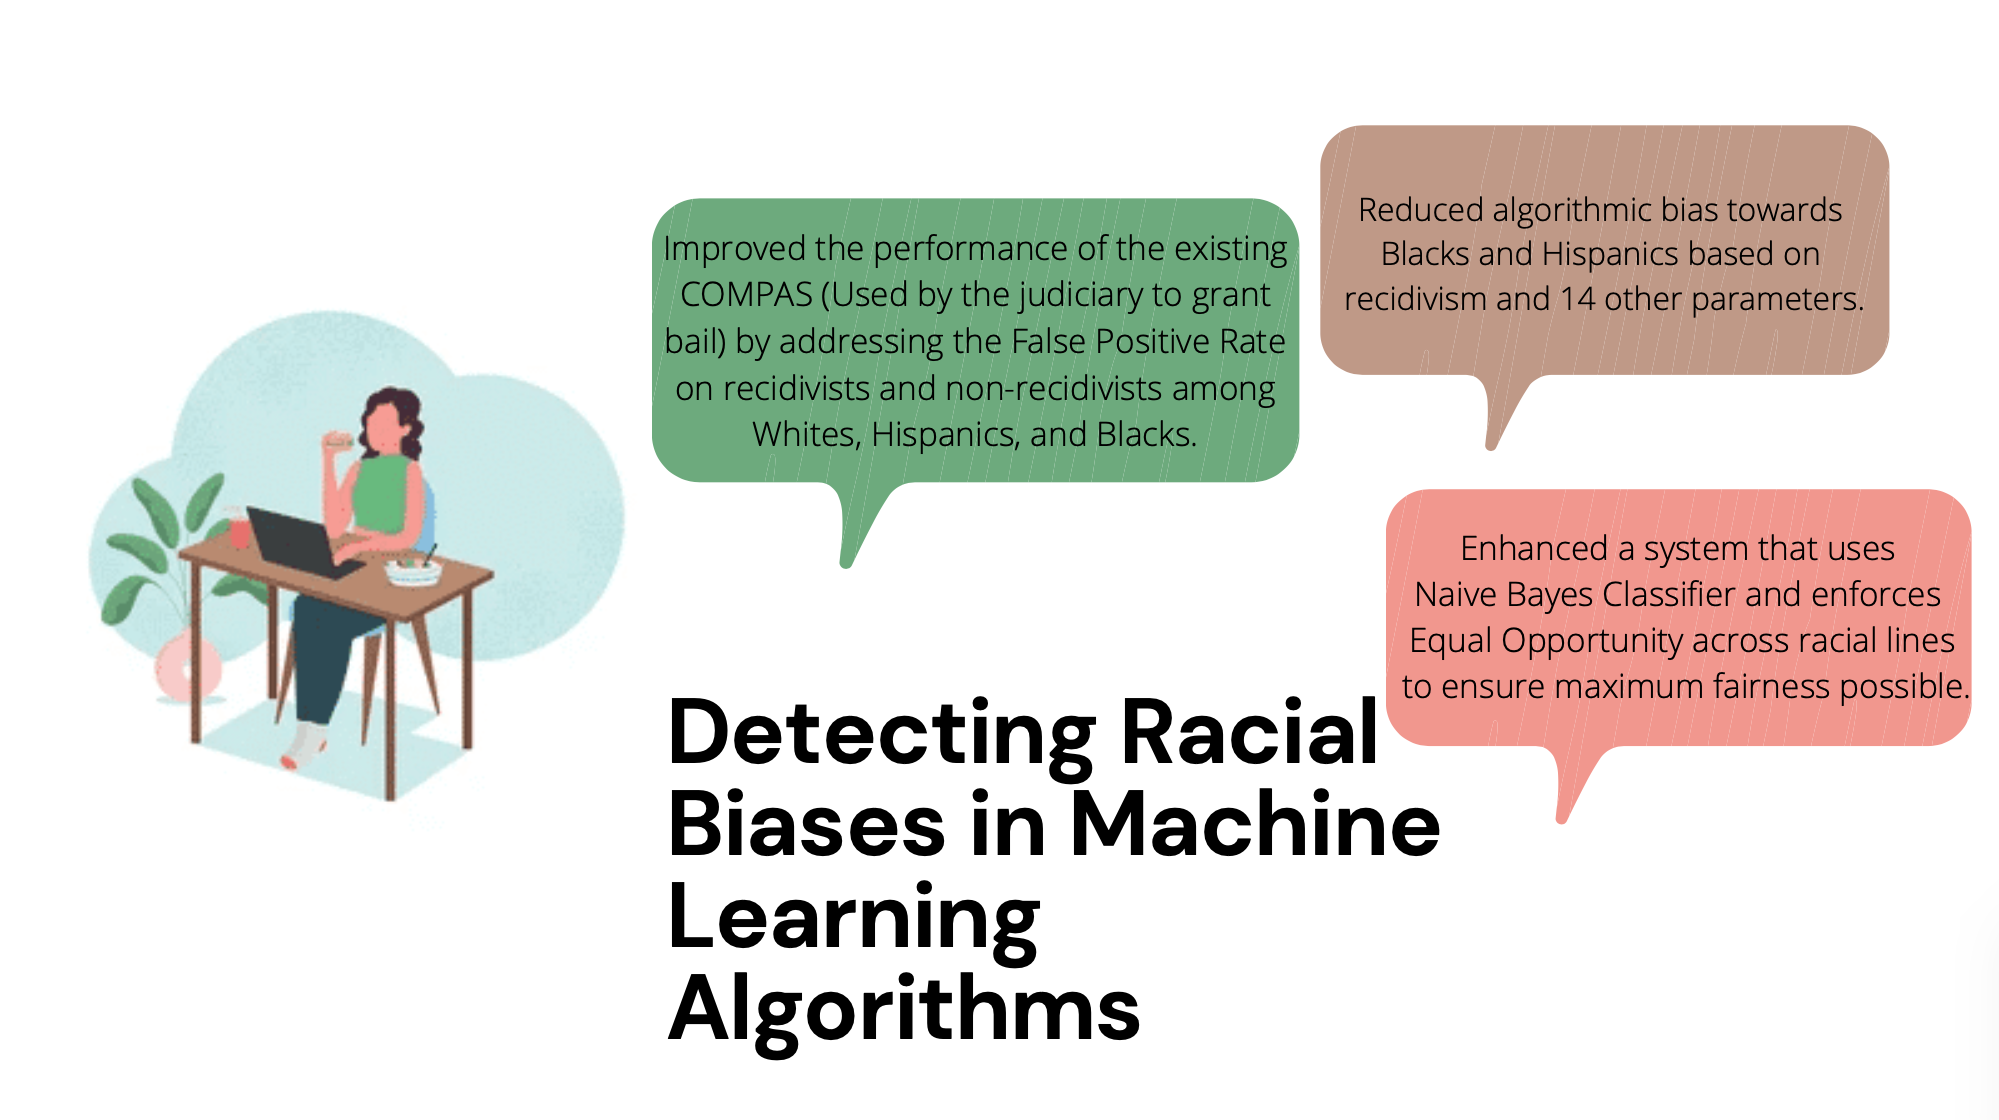 Improved the performance of the existing
COMPAS (Used by the judiciary to grant
bail) by addressing the False Positive Rate
on recidivists and non-recidivists among
Whites, Hispanics, and Blacks.
Reduced algorithmic bias towards
Blacks and Hispanics based on
recidivism and 14 other parameters.
Enhanced a system that uses
Naive Bayes Classifier and enforces
Equal Opportunity across racial lines
to ensure maximum fairness possible.
Detecting Racial
Biases in Machine
Learning
Algorithms